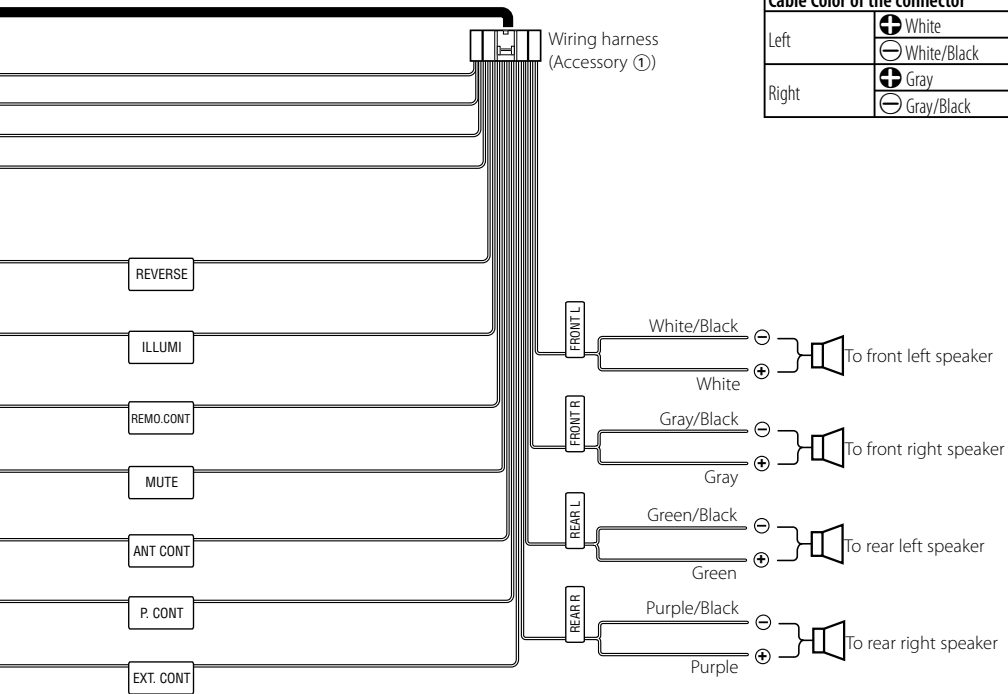 Cable Color of the connector
Left
⊕ White
⊖ White/Black
Right
⊕ Gray
⊖ Gray/Black
Wiring harness
(Accessory ①)
REVERSE
ILLUMI
REMO.CONT
MUTE
ANT CONT
P. CONT
EXT. CONT
FRONT L
White/Black ⊖
White ⊕
To front left speaker
FRONT R
Gray/Black ⊖
Gray ⊕
To front right speaker
REAR L
Green/Black ⊖
Green ⊕
To rear left speaker
REAR R
Purple/Black ⊖
Purple ⊕
To rear right speaker